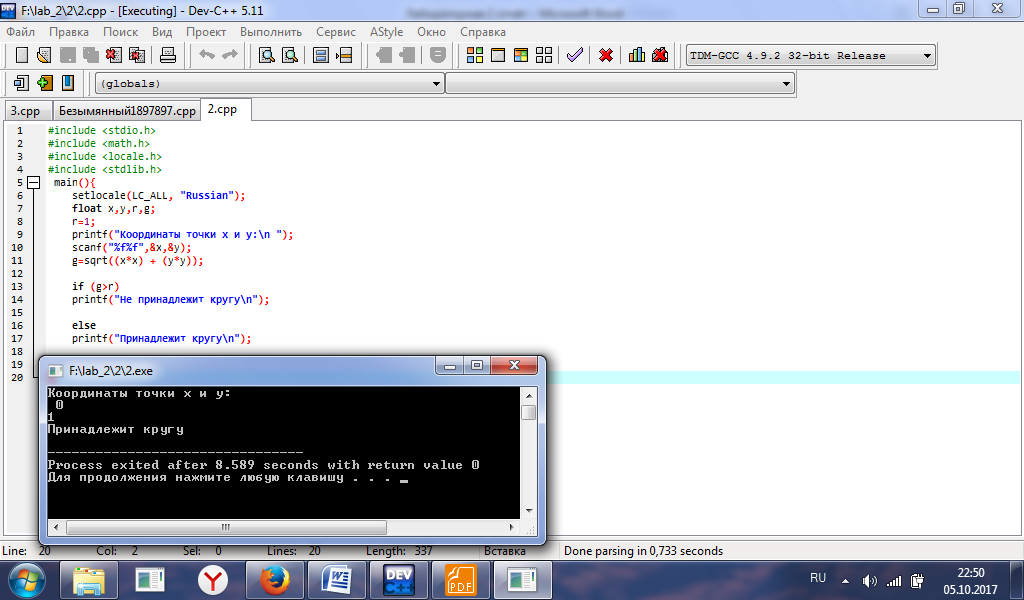 F:\lab_2\2\2.cpp - [Executing] - Dev-C++ 5.11
Файл Правка Поиск Вид Проект Выполнить Сервис AStyle Окно Справка
TDM-GCC 4.9.2 32-bit Release
(globals)
3.cpp Безымянный1897897.cpp 2.cpp
1 #include <stdio.h>
2 #include <math.h>
3 #include <locale.h>
4 #include <stdlib.h>
5 main(){
6 setlocale(LC_ALL, "Russian");
7 float x,y,r,g;
8 r=1;
9 printf("Координаты точки x и y:\n ");
10 scanf("%f%f",&x,&y);
11 g=sqrt((x*x) + (y*y));
12
13 if (g>r)
14 printf("Не принадлежит кругу\n");
15
16 else
17 printf("Принадлежит кругу\n");
18
19
20
F:\lab_2\2\2.exe
Координаты точки x и y:
0
1
Принадлежит кругу
--------------------------------
Process exited after 8.589 seconds with return value 0
Для продолжения нажмите любую клавишу . . . _
Line: 20 Col: 2 Sel: 0 Lines: 20 Length: 337 Вставка Done parsing in 0,733 seconds
DEV C++ PDF
RU 22:50
05.10.2017